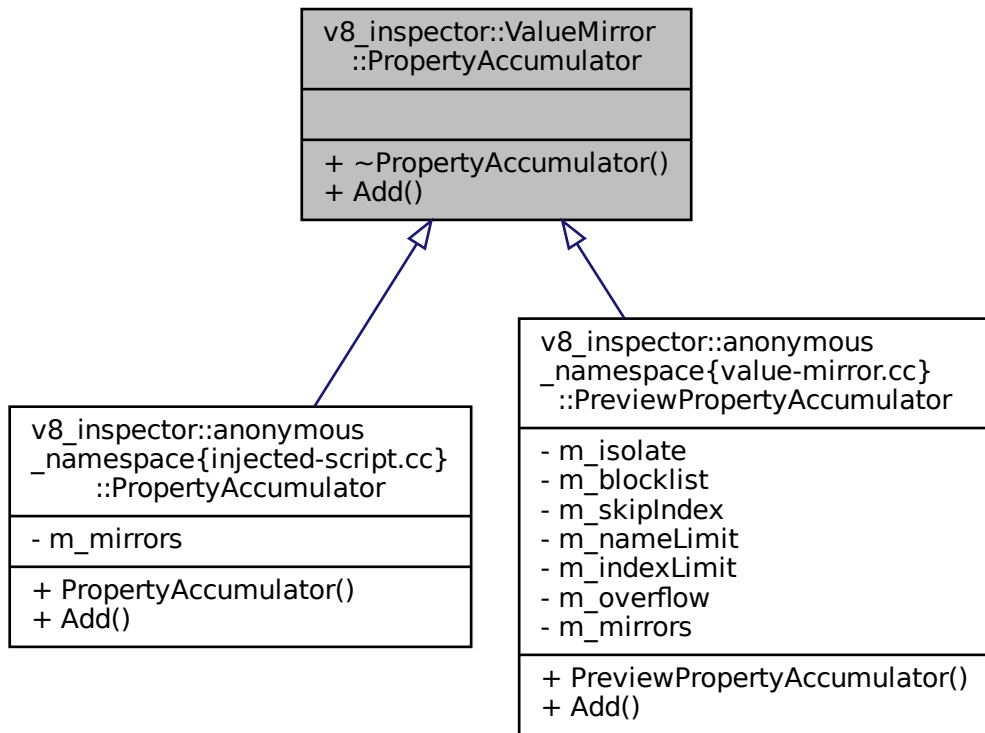 v8_inspector::ValueMirror
::PropertyAccumulator
+ ~PropertyAccumulator()
+ Add()
v8_inspector::anonymous
_namespace{injected-script.cc}
::PropertyAccumulator
- m_mirrors
+ PropertyAccumulator()
+ Add()
v8_inspector::anonymous
_namespace{value-mirror.cc}
::PreviewPropertyAccumulator
- m_isolate
- m_blocklist
- m_skipIndex
- m_nameLimit
- m_indexLimit
- m_overflow
- m_mirrors
+ PreviewPropertyAccumulator()
+ Add()